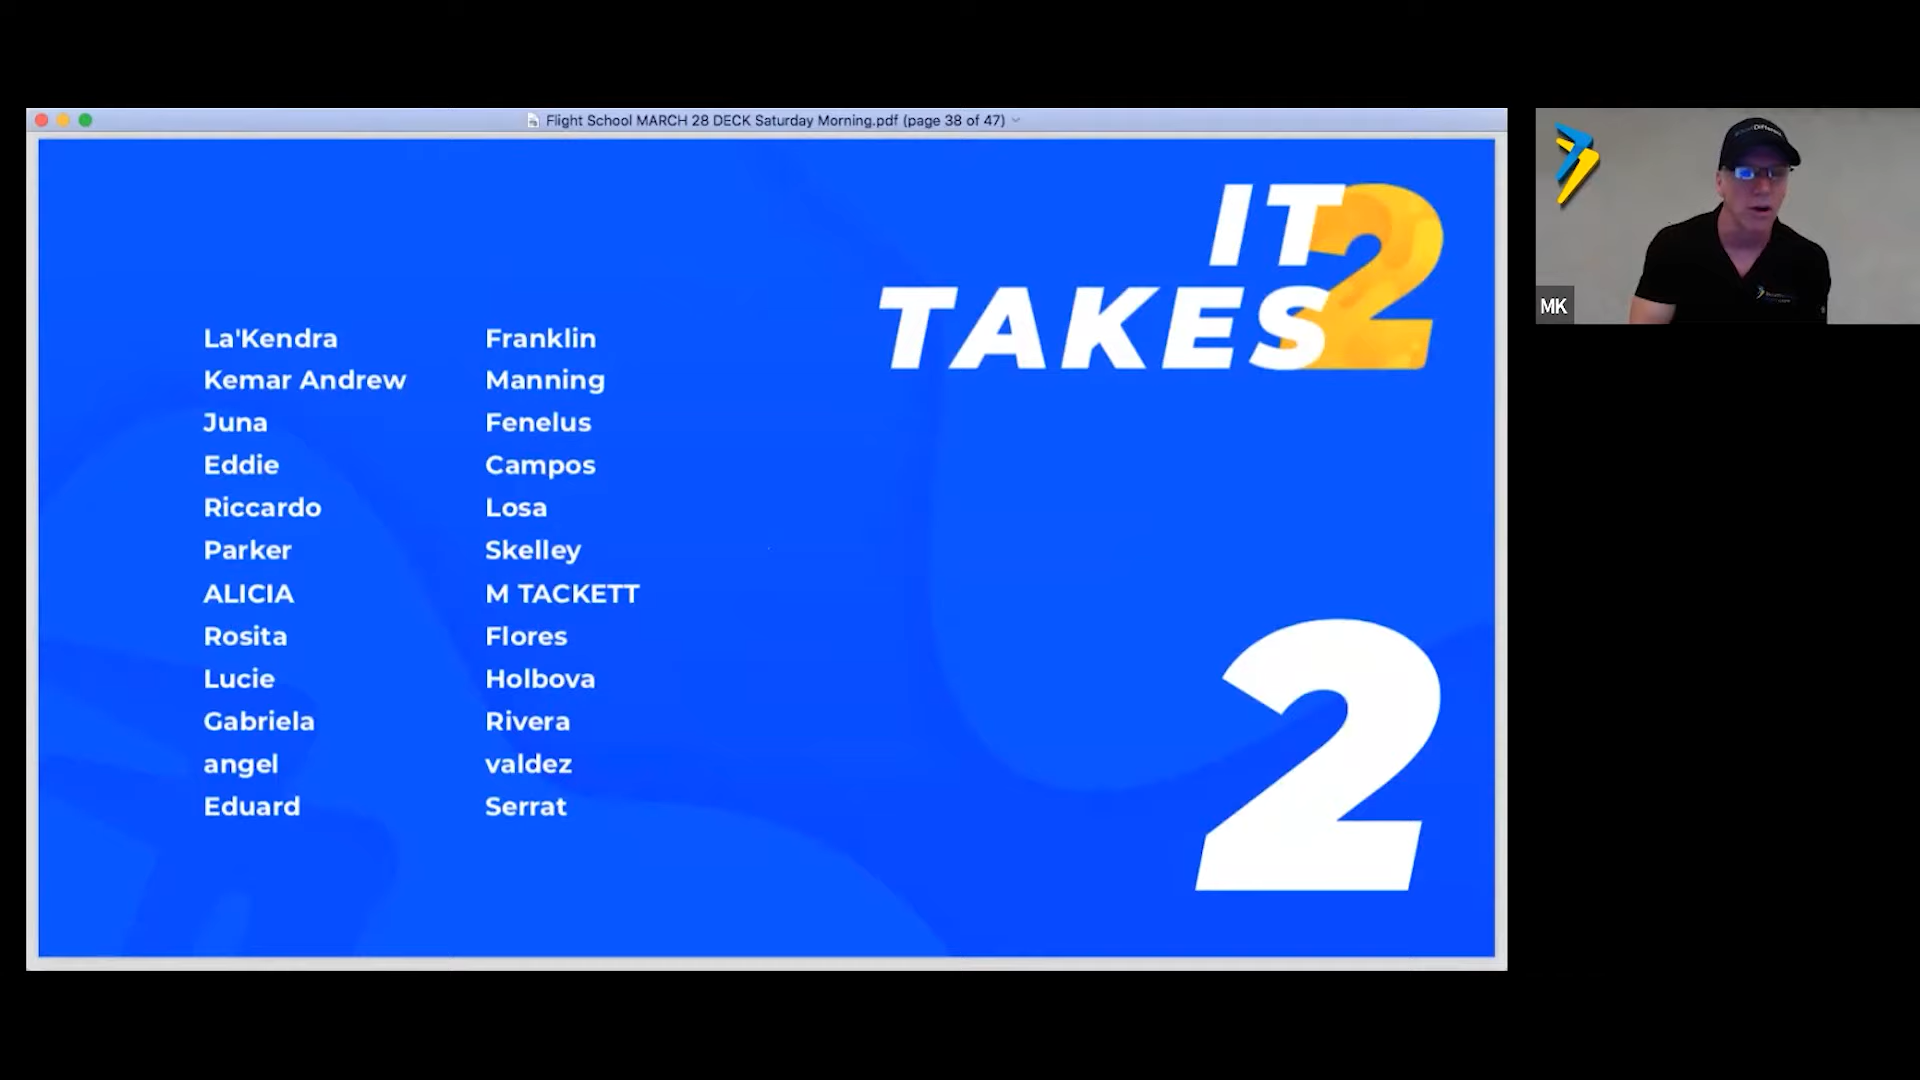 Flight School MARCH 28 DECK Saturday Morning.pdf (page 38 of 47)
IT
TAKES 2
La'Kendra Franklin
Kemar Andrew Manning
Juna Fenelus
Eddie Campos
Riccardo Losa
Parker Skelley
ALICIA M TACKETT
Rosita Flores
Lucie Holbova
Gabriela Rivera
angel valdez
Eduard Serrat
2
MK